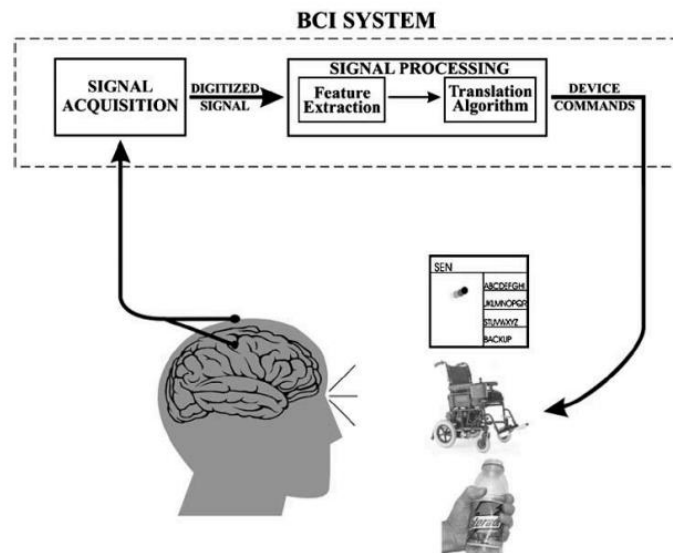 BCI SYSTEM
SIGNAL
ACQUISITION
DIGITIZED
SIGNAL
SIGNAL PROCESSING
Feature
Extraction
Translation
Algorithm
DEVICE
COMMANDS
SEN
ABCDEFGHI
JKLMNOPQR
STUVWXYZ
BACKUP